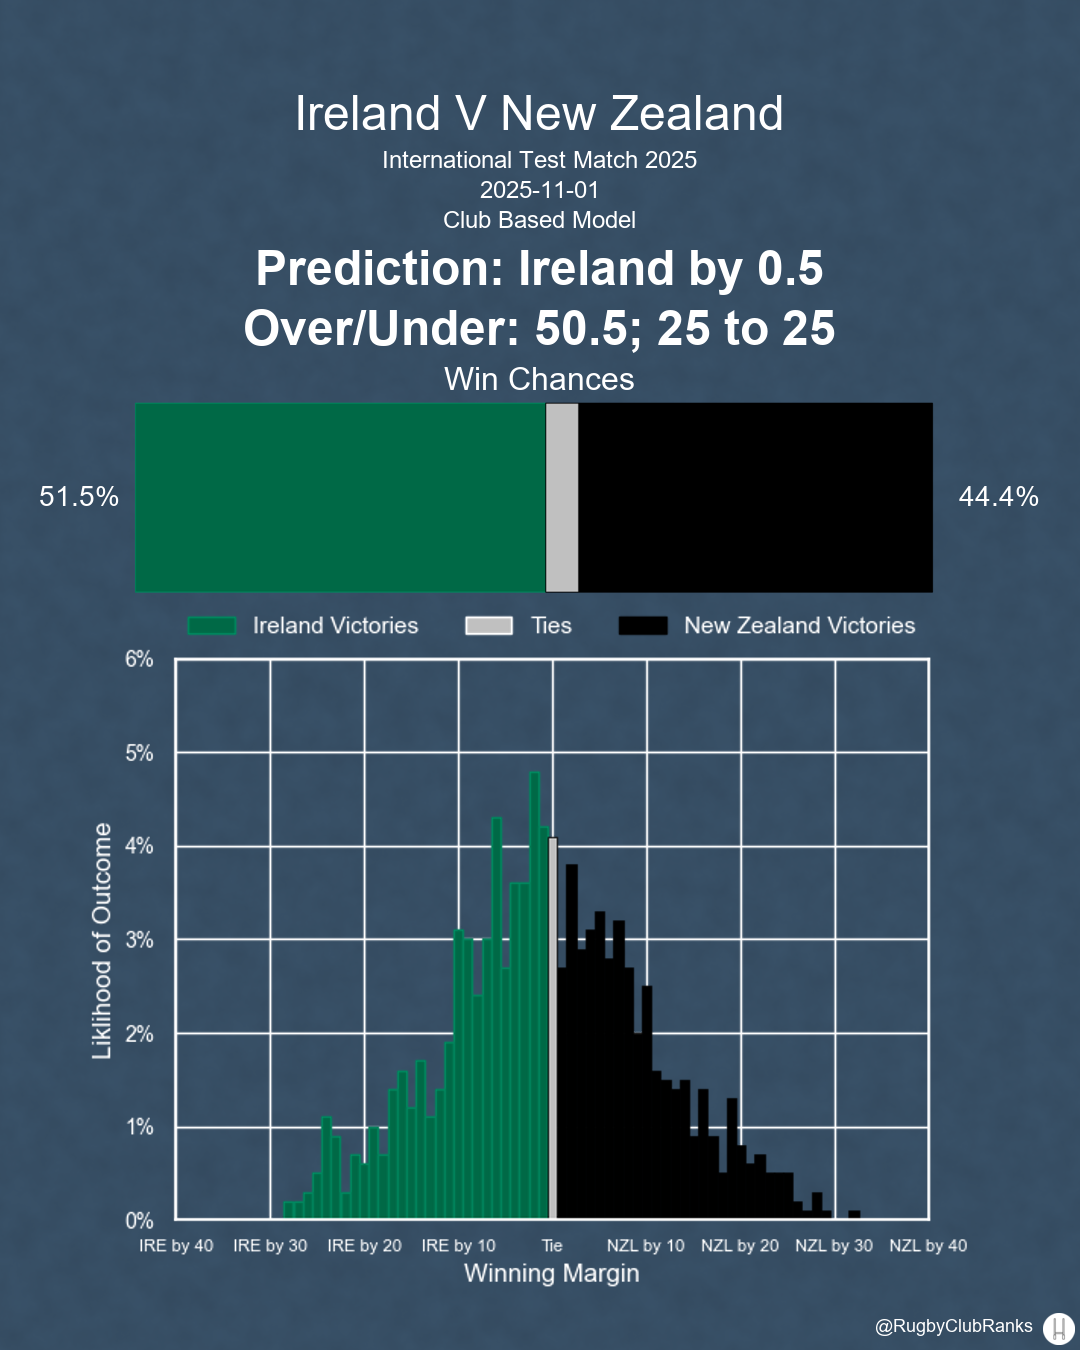 Ireland V New Zealand
International Test Match 2025
2025-11-01
Club Based Model
Prediction: Ireland by 0.5
Over/Under: 50.5; 25 to 25
Win Chances
51.5%
44.4%
Ireland Victories
Ties
New Zealand Victories
6%
5%
4%
3%
2%
1%
0%
Liklihood of Outcome
IRE by 40
IRE by 30
IRE by 20
IRE by 10
Tie
NZL by 10
NZL by 20
NZL by 30
NZL by 40
Winning Margin
@RugbyClubRanks